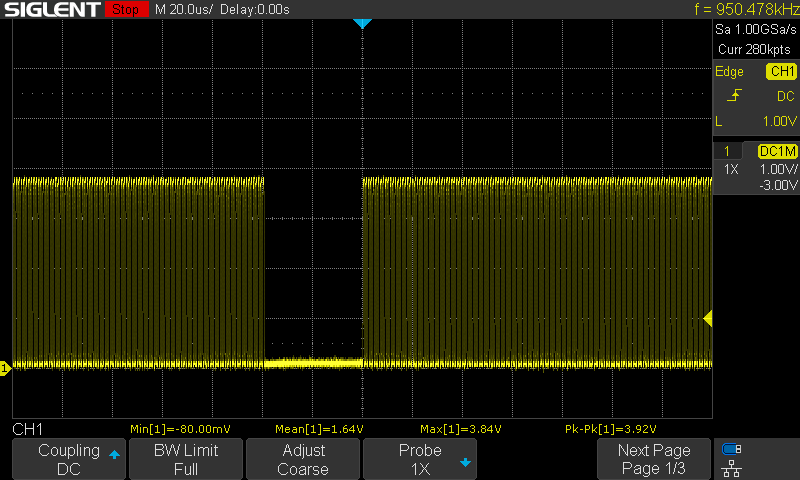 SIGLENT Stop M 20.0us/ Delay:0.00s f = 950.478kHz
Sa 1.00GSa/s
Curr 280kpts
Edge CH1
DC
L 1.00V
1 DC1M
1X 1.00V/
-3.00V
1
CH1 Min[1]=-80.00mV Mean[1]=1.64V Max[1]=3.84V Pk-Pk[1]=3.92V
Coupling BW Limit Adjust Probe Next Page
DC Full Coarse 1X Page 1/3